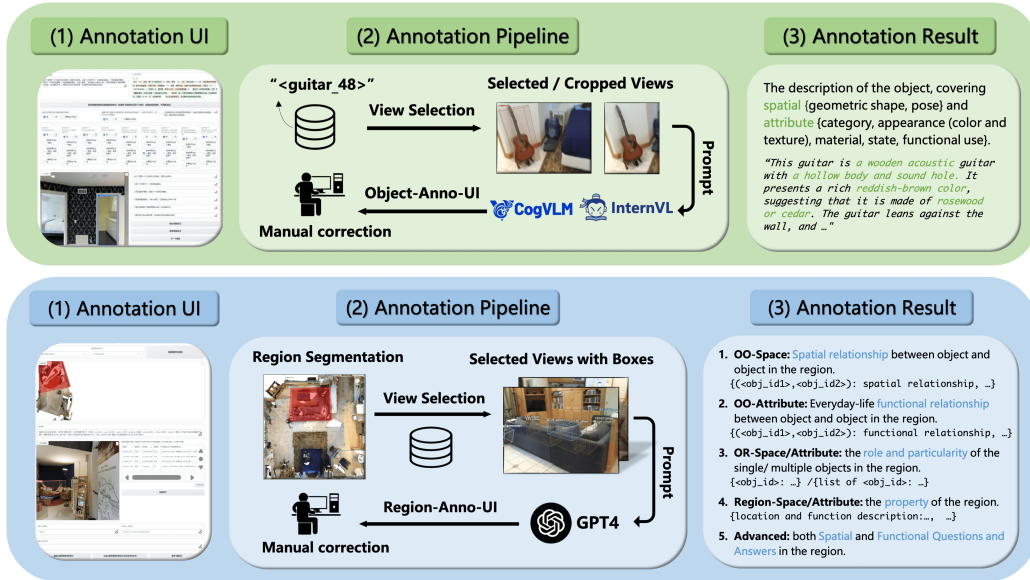 (1) Annotation UI
(2) Annotation Pipeline
(3) Annotation Result
“<guitar_48>”
View Selection
Selected / Cropped Views
Prompt
Object-Anno-UI
CogVLM
InternVL
Manual correction
The description of the object, covering
spatial {geometric shape, pose} and
attribute {category, appearance (color and
texture), material, state, functional use}.
“This guitar is a wooden acoustic guitar
with a hollow body and sound hole. It
presents a rich reddish-brown color,
suggesting that it is made of rosewood
or cedar. The guitar leans against the
wall, and …"
(1) Annotation UI
(2) Annotation Pipeline
(3) Annotation Result
Region Segmentation
View Selection
Selected Views with Boxes
Prompt
Region-Anno-UI
GPT4
Manual correction
1. OO-Space: Spatial relationship between object and
object in the region.
{(<obj_id1>,<obj_id2>): spatial relationship, …}
2. OO-Attribute: Everyday-life functional relationship
between object and object in the region.
{(<obj_id1>,<obj_id2>): functional relationship, …}
3. OR-Space/Attribute: the role and particularity of the
single/ multiple objects in the region.
{<obj_id>: …} /{list of <obj_id>: …}
4. Region-Space/Attribute: the property of the region.
{location and function description:…, …}
5. Advanced: both Spatial and Functional Questions and
Answers in the region.